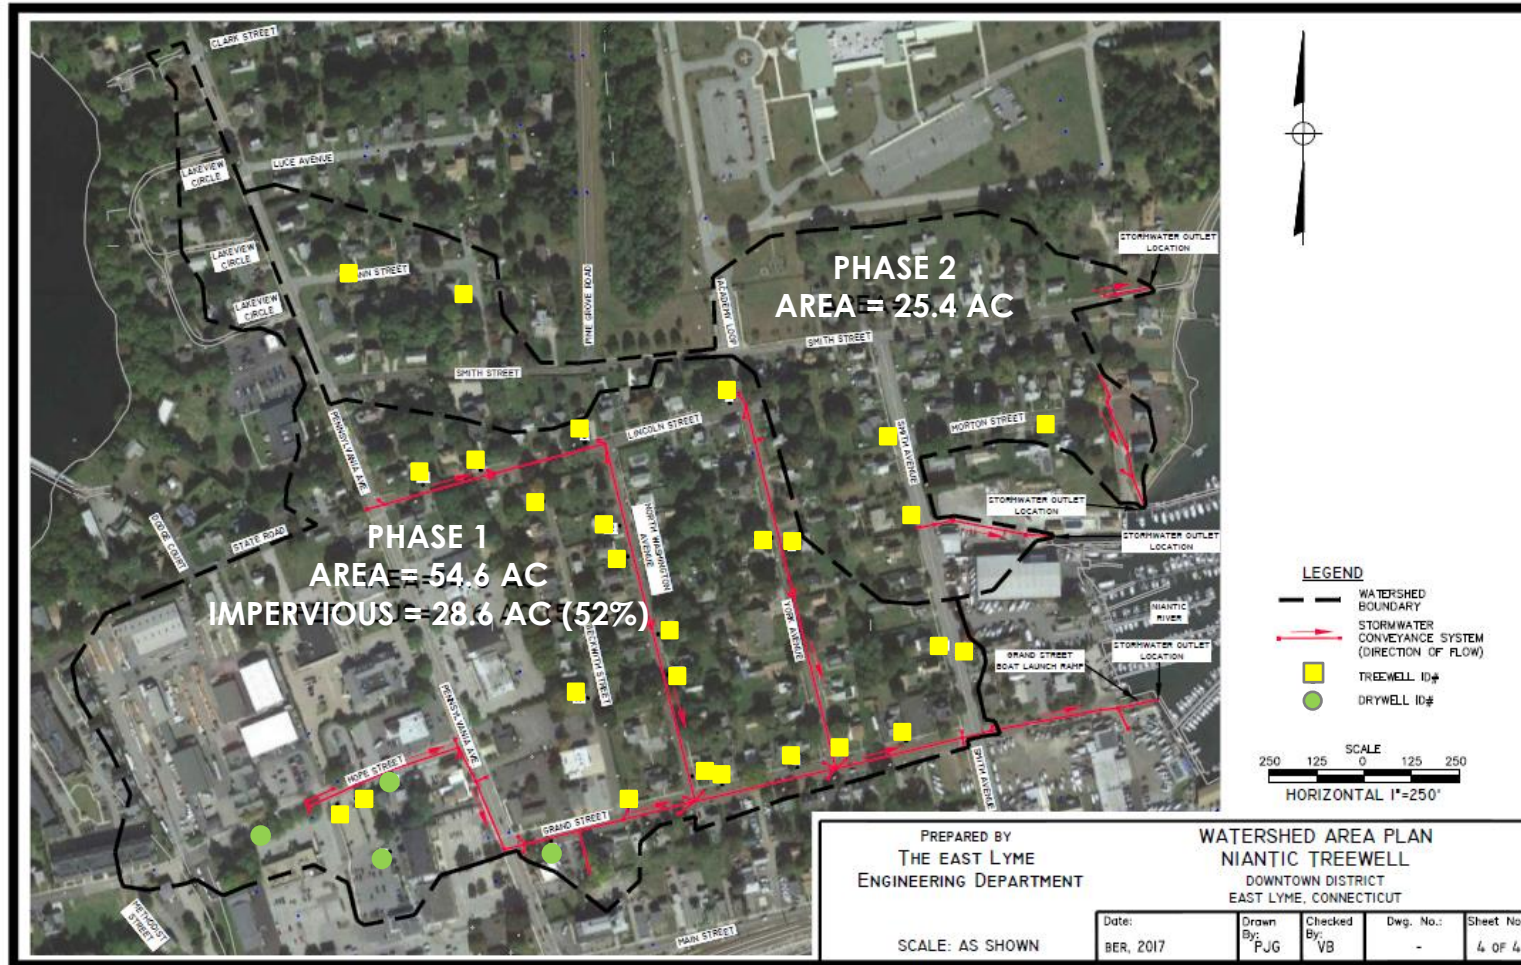 CLARK STREET
LUCE AVENUE
LAKEVIEW
CIRCLE
LAKEVIEW
CIRCLE
LAKEVIEW
CIRCLE
ANN STREET
PINE GROVE ROAD
ACADEMY LOOP
STORMWATER OUTLET
LOCATION
PHASE 2
AREA = 25.4 AC
SMITH STREET
SMITH STREET
PENNSYLVANIA AVE
LINCOLN STREET
SMITH AVENUE
MORTON STREET
DODGE COURT
STATE ROAD
NORTH WASHINGTON
AVENUE
STORMWATER OUTLET
LOCATION
STORMWATER OUTLET
LOCATION
PHASE 1
AREA = 54.6 AC
IMPERVIOUS = 28.6 AC (52%)
BECKWITH STREET
YORK AVENUE
NIANTIC
RIVER
GRAND STREET
BOAT LAUNCH RAMP
STORMWATER OUTLET
LOCATION
PENNSYLVANIA AVE
HOPE STREET
GRAND STREET
SMITH AVENUE
METHODIST
STREET
MAIN STREET
LEGEND
WATERSHED
BOUNDARY
STORMWATER
CONVEYANCE SYSTEM
(DIRECTION OF FLOW)
TREEWELL ID#
DRYWELL ID#
SCALE
250 125 0 125 250
HORIZONTAL 1"=250'
PREPARED BY
THE EAST LYME
ENGINEERING DEPARTMENT
SCALE: AS SHOWN
WATERSHED AREA PLAN
NIANTIC TREEWELL
DOWNTOWN DISTRICT
EAST LYME, CONNECTICUT
Date:
BER, 2017
Drawn
By:
PJG
Checked
By:
VB
Dwg. No.:
-
Sheet No
4 OF 4